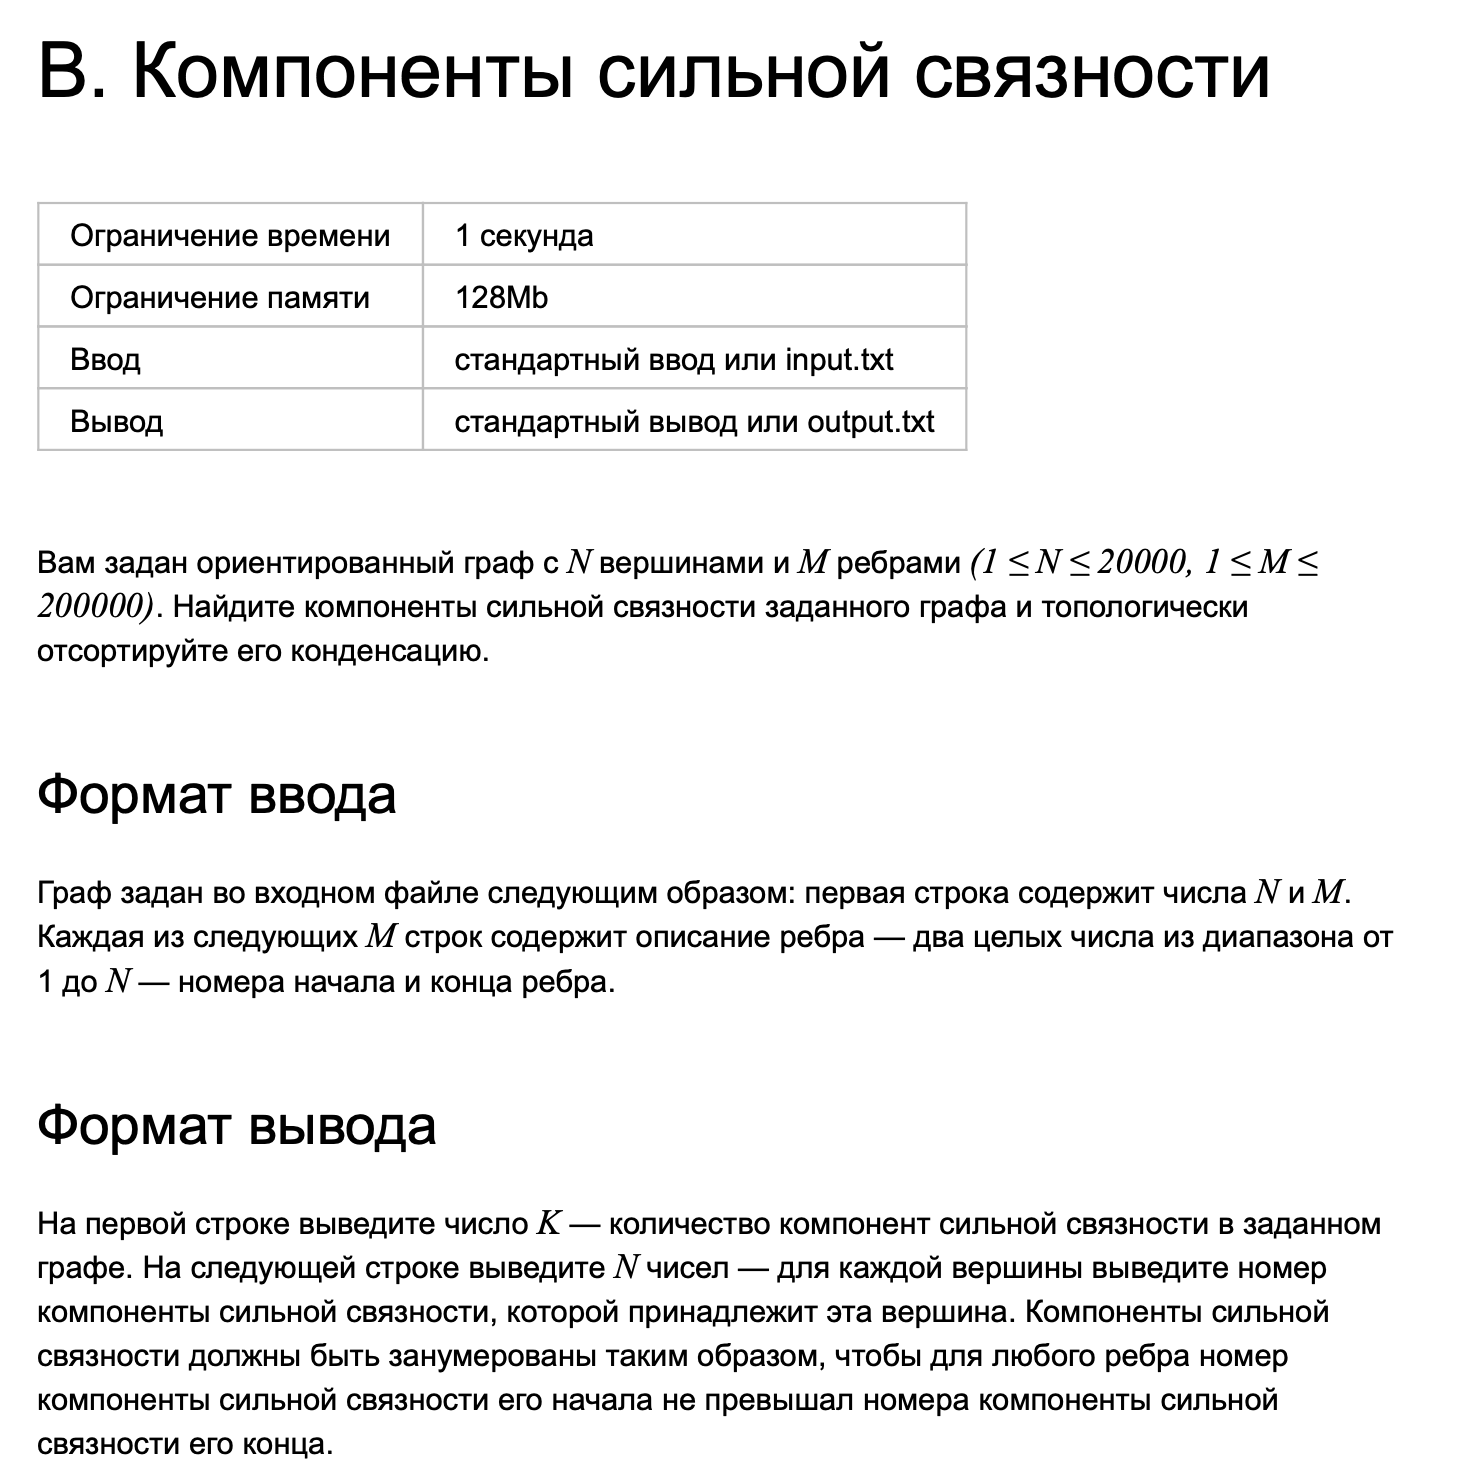 В. Компоненты сильной связности
Ограничение времени 1 секунда
Ограничение памяти 128Mb
Ввод стандартный ввод или input.txt
Вывод стандартный вывод или output.txt
Вам задан ориентированный граф с N вершинами и M ребрами (1 ≤ N ≤ 20000, 1 ≤ M ≤
200000). Найдите компоненты сильной связности заданного графа и топологически
отсортируйте его конденсацию.
Формат ввода
Граф задан во входном файле следующим образом: первая строка содержит числа N и M.
Каждая из следующих M строк содержит описание ребра — два целых числа из диапазона от
1 до N — номера начала и конца ребра.
Формат вывода
На первой строке выведите число K — количество компонент сильной связности в заданном
графе. На следующей строке выведите N чисел — для каждой вершины выведите номер
компоненты сильной связности, которой принадлежит эта вершина. Компоненты сильной
связности должны быть занумерованы таким образом, чтобы для любого ребра номер
компоненты сильной связности его начала не превышал номера компоненты сильной
связности его конца.